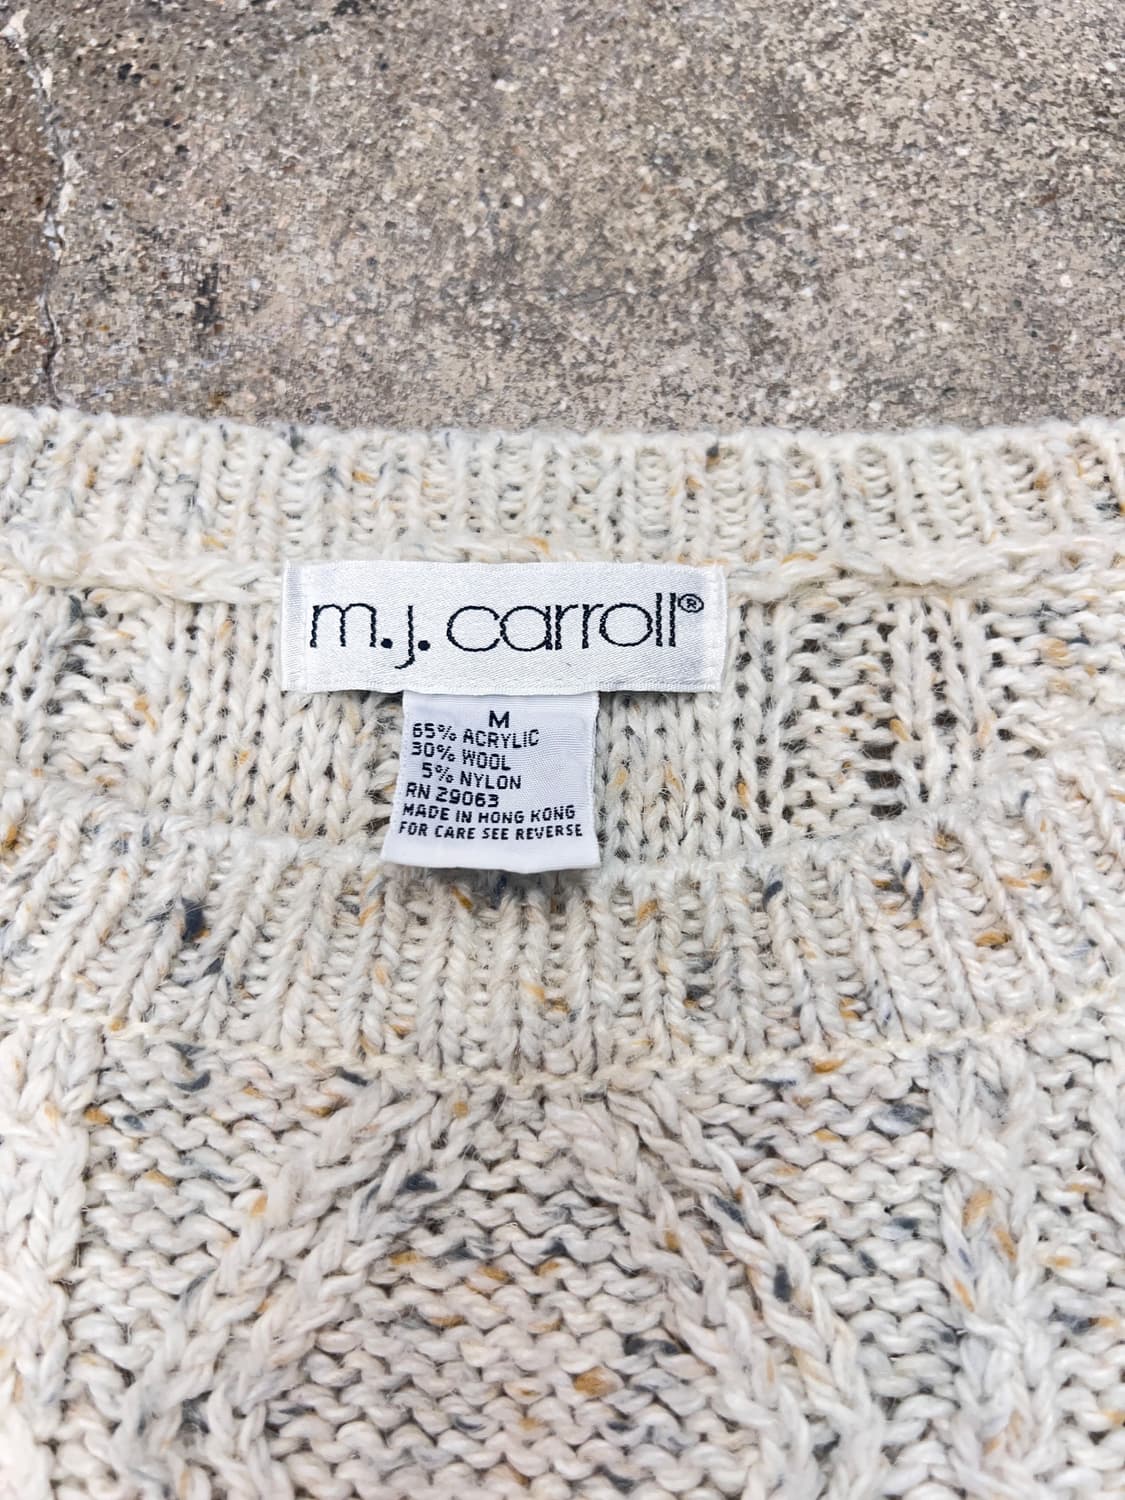 m.j. carroll®
M
65% ACRYLIC
30% WOOL
5% NYLON
RN 29063
MADE IN HONG KONG
FOR CARE SEE REVERSE